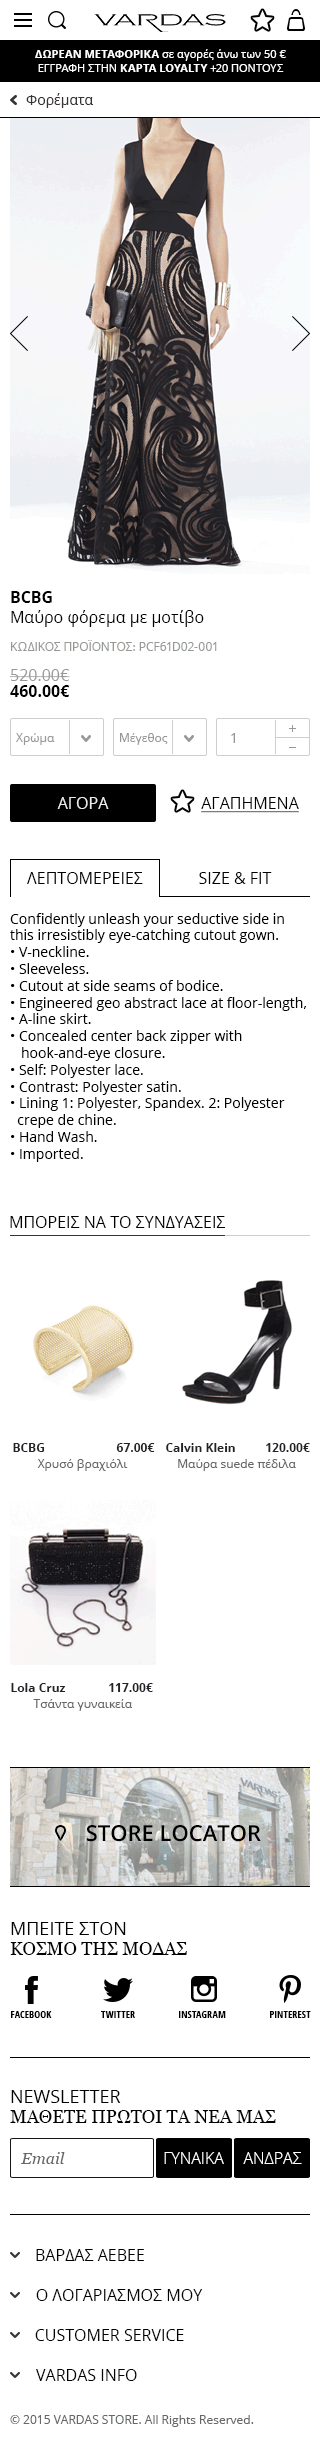 VARDAS
ΔΩΡΕΑΝ ΜΕΤΑΦΟΡΙΚΑ σε αγορές άνω των 50 €
ΕΓΓΡΑΦΗ ΣΤΗΝ ΚΑΡΤΑ LOYALTY +20 ΠΟΝΤΟΥΣ
Φορέματα
BCBG
Μαύρο φόρεμα με μοτίβο
ΚΩΔΙΚΟΣ ΠΡΟΪΟΝΤΟΣ: PCF61D02-001
520.00€
460.00€
Χρώμα Μέγεθος 1 + −
ΑΓΟΡΑ ΑΓΑΠΗΜΕΝΑ
ΛΕΠΤΟΜΕΡΕΙΕΣ SIZE & FIT
Confidently unleash your seductive side in
this irresistibly eye-catching cutout gown.
• V-neckline.
• Sleeveless.
• Cutout at side seams of bodice.
• Engineered geo abstract lace at floor-length,
• A-line skirt.
• Concealed center back zipper with
hook-and-eye closure.
• Self: Polyester lace.
• Contrast: Polyester satin.
• Lining 1: Polyester, Spandex. 2: Polyester
crepe de chine.
• Hand Wash.
• Imported.
ΜΠΟΡΕΙΣ ΝΑ ΤΟ ΣΥΝΔΥΑΣΕΙΣ
BCBG 67.00€ Calvin Klein 120.00€
Χρυσό βραχιόλι Μαύρα suede πέδιλα
Lola Cruz 117.00€
Τσάντα γυναικεία
VARDAS
STORE LOCATOR
ΜΠΕΙΤΕ ΣΤΟΝ
ΚΟΣΜΟ ΤΗΣ ΜΟΔΑΣ
FACEBOOK TWITTER INSTAGRAM PINTEREST
NEWSLETTER
ΜΑΘΕΤΕ ΠΡΩΤΟΙ ΤΑ ΝΕΑ ΜΑΣ
Email ΓΥΝΑΙΚΑ ΑΝΔΡΑΣ
ΒΑΡΔΑΣ ΑΕΒΕΕ
Ο ΛΟΓΑΡΙΑΣΜΟΣ ΜΟΥ
CUSTOMER SERVICE
VARDAS INFO
© 2015 VARDAS STORE. All Rights Reserved.